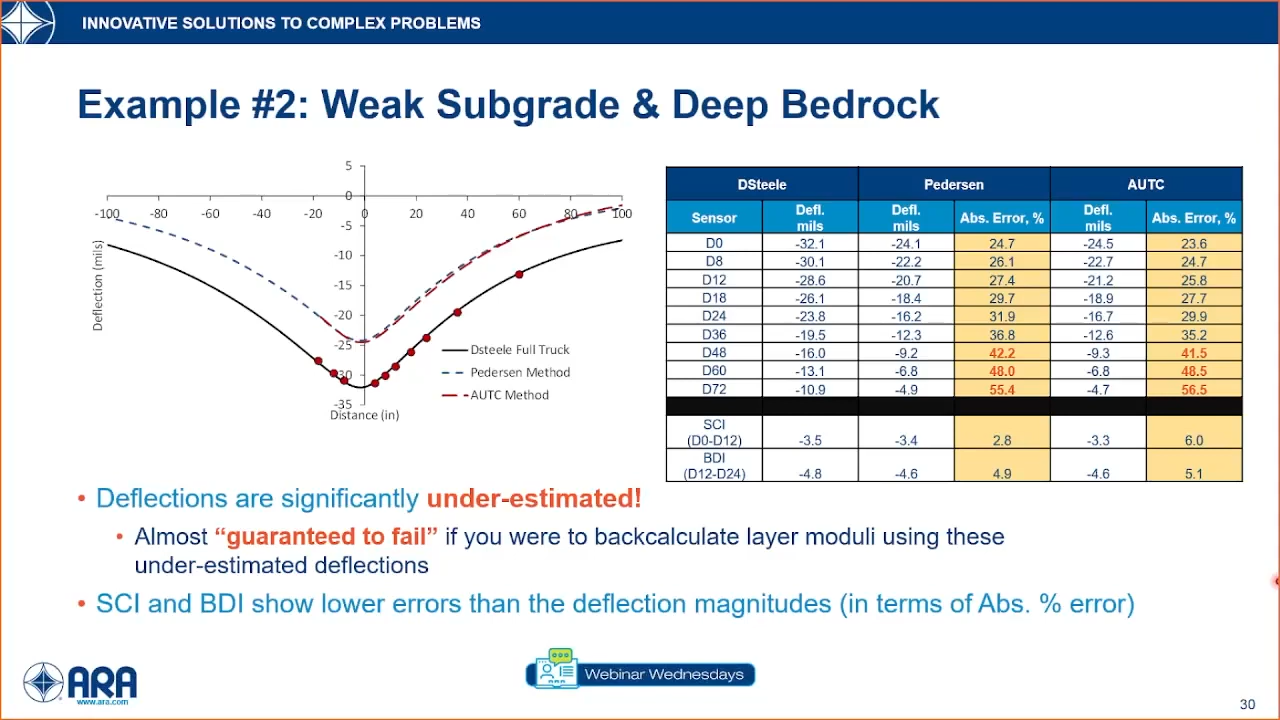 INNOVATIVE SOLUTIONS TO COMPLEX PROBLEMS
Example #2: Weak Subgrade & Deep Bedrock
5
0
-100 -80 -60 -40 -20 0 20 40 60 80 100
-5
-10
-15
-20
-25
-30
-35
Deflection (mils)
Distance (in)
Dsteele Full Truck
Pedersen Method
AUTC Method
DSteele Pedersen AUTC
Sensor Defl. mils Defl. mils Abs. Error, % Defl. mils Abs. Error, %
D0 -32.1 -24.1 24.7 -24.5 23.6
D8 -30.1 -22.2 26.1 -22.7 24.7
D12 -28.6 -20.7 27.4 -21.2 25.8
D18 -26.1 -18.4 29.7 -18.9 27.7
D24 -23.8 -16.2 31.9 -16.7 29.9
D36 -19.5 -12.3 36.8 -12.6 35.2
D48 -16.0 -9.2 42.2 -9.3 41.5
D60 -13.1 -6.8 48.0 -6.8 48.5
D72 -10.9 -4.9 55.4 -4.7 56.5
SCI
(D0-D12) -3.5 -3.4 2.8 -3.3 6.0
BDI
(D12-D24) -4.8 -4.6 4.9 -4.6 5.1
• Deflections are significantly under-estimated!
• Almost “guaranteed to fail” if you were to backcalculate layer moduli using these
under-estimated deflections
• SCI and BDI show lower errors than the deflection magnitudes (in terms of Abs. % error)
ARA
www.ara.com
Webinar Wednesdays
30